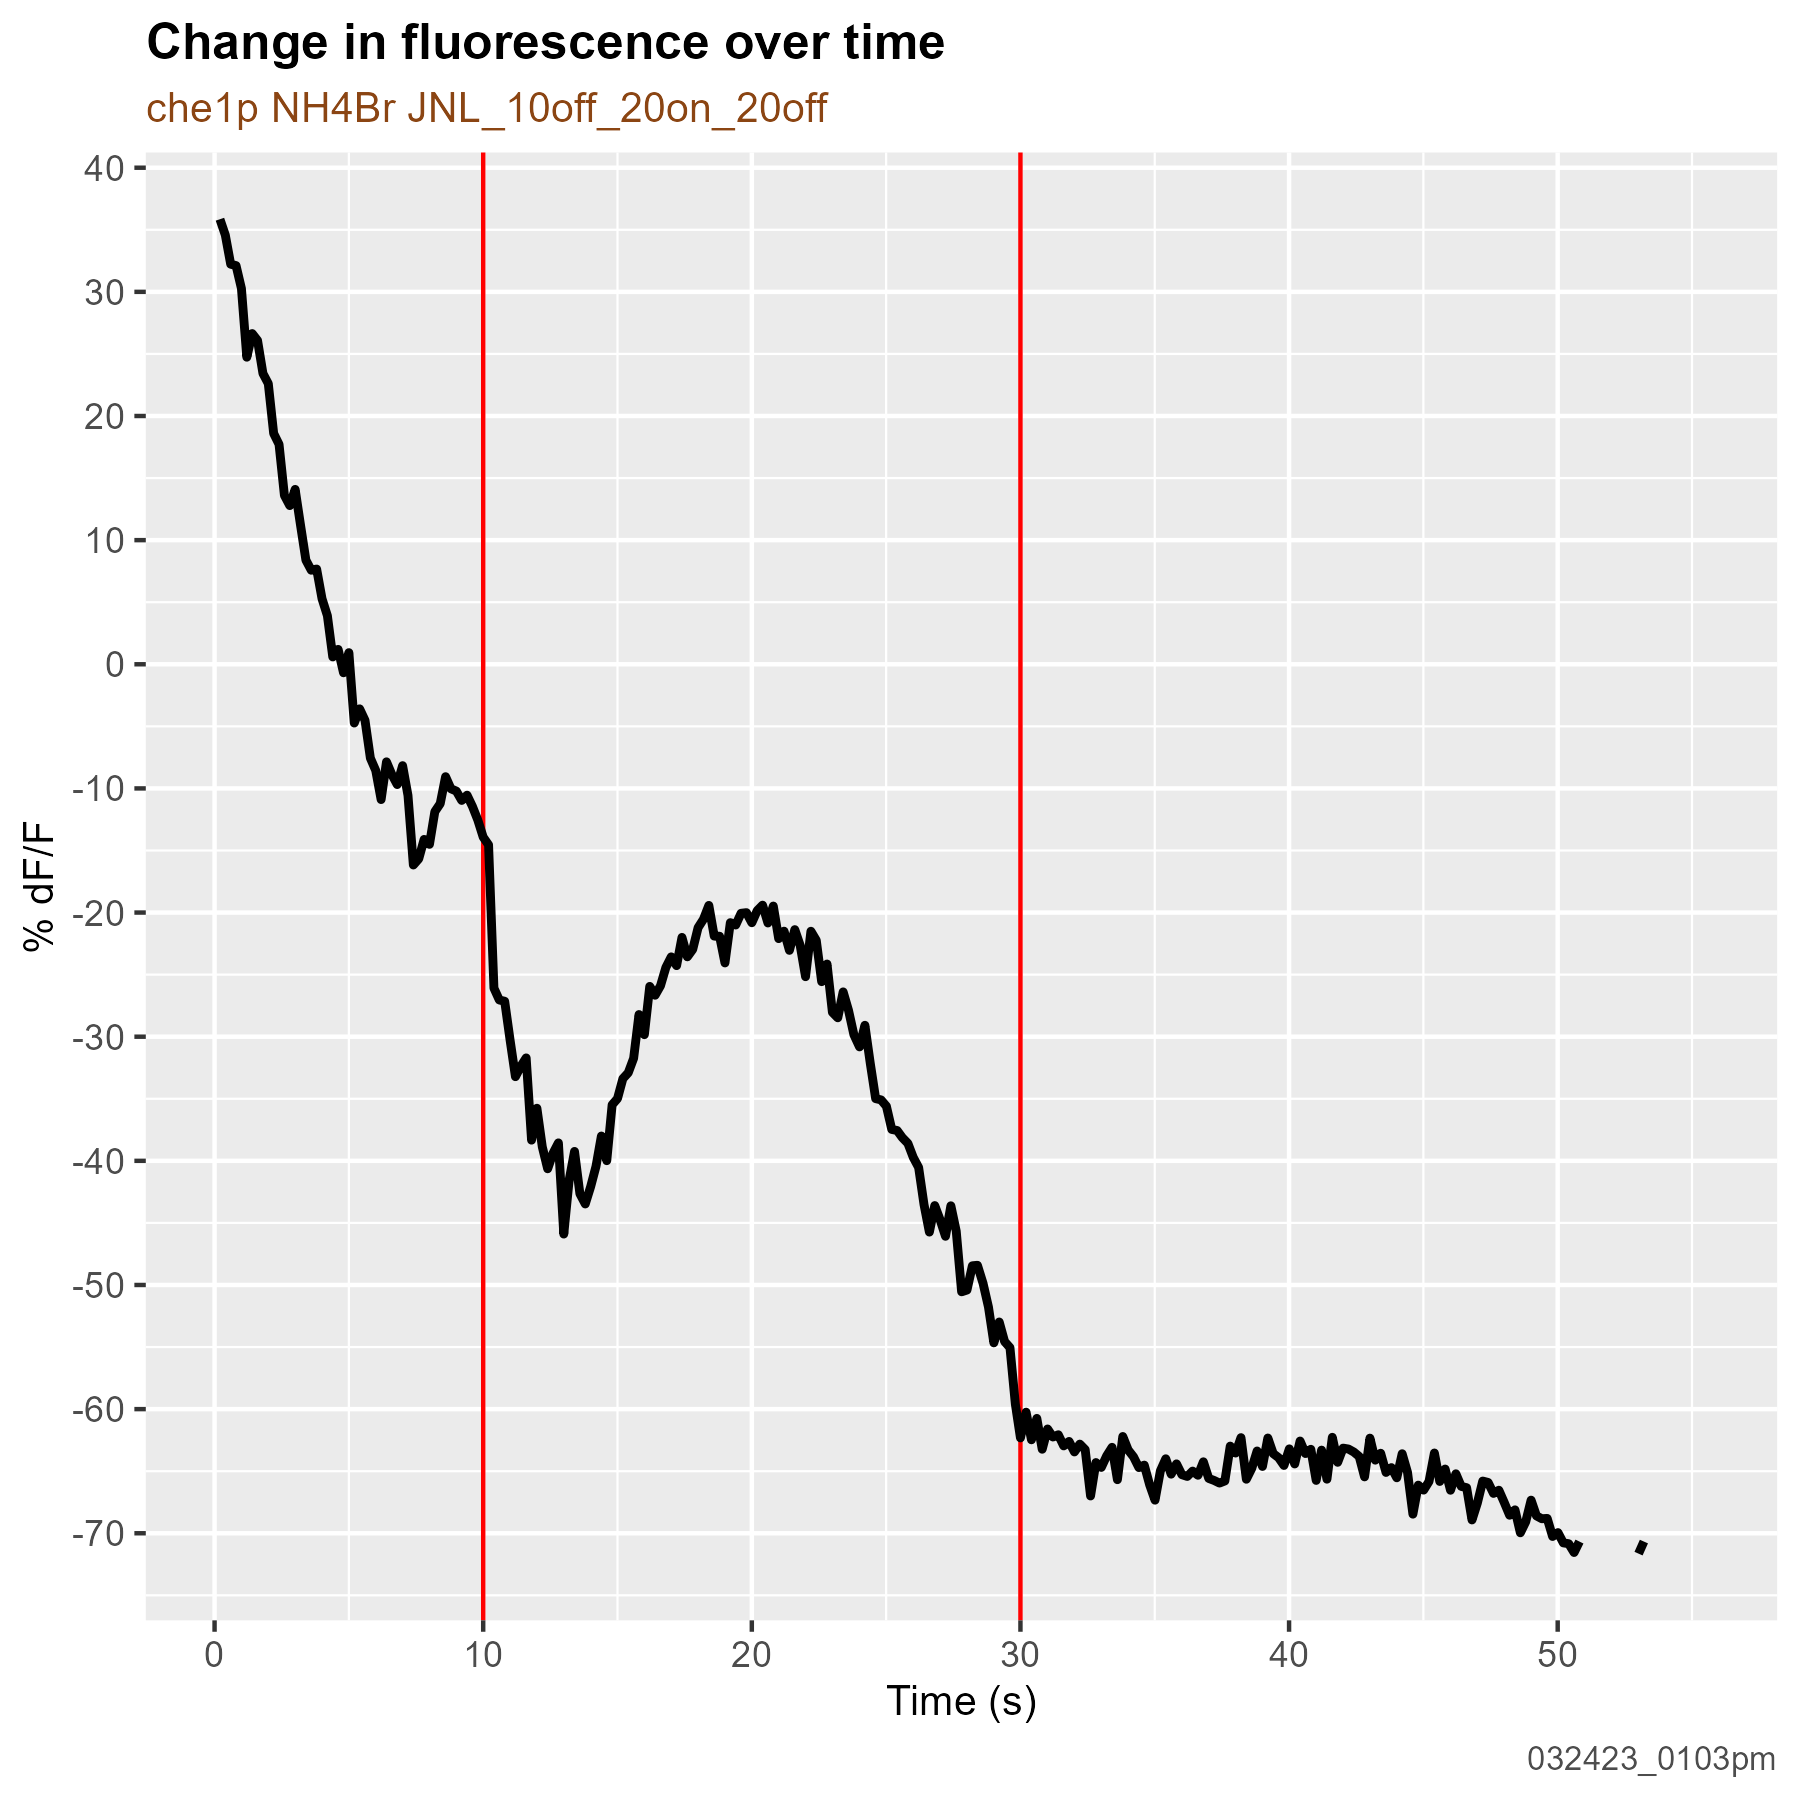 Change in fluorescence over time
che1p NH4Br JNL_10off_20on_20off
40
30
20
10
0
-10
-20
-30
-40
-50
-60
-70
% dF/F
0 10 20 30 40 50
Time (s)
032423_0103pm